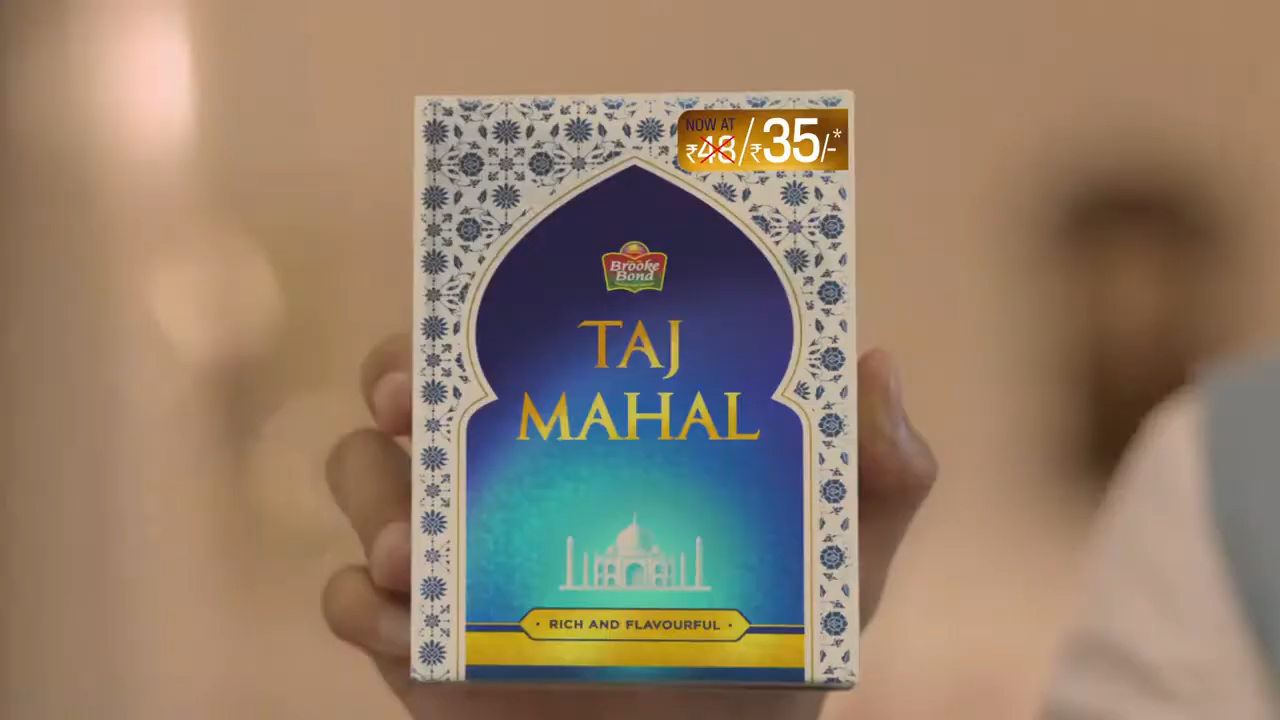 NOW AT
₹48/₹35/-*
Brooke
Bond
TAJ
MAHAL
• RICH AND FLAVOURFUL •